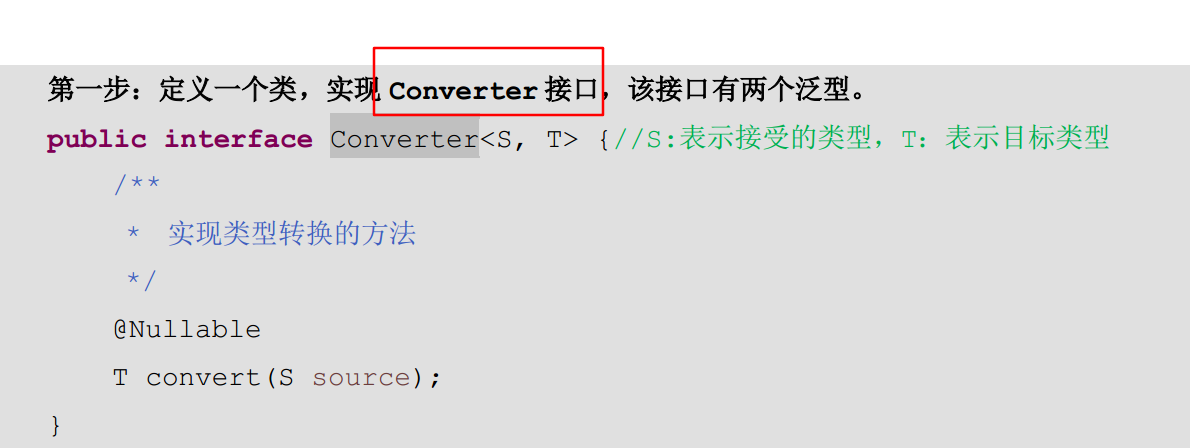 第一步：定义一个类，实现 Converter 接口，该接口有两个泛型。
public interface Converter<S, T> {//S:表示接受的类型，T：表示目标类型
/**
* 实现类型转换的方法
*/
@Nullable
T convert(S source);
}